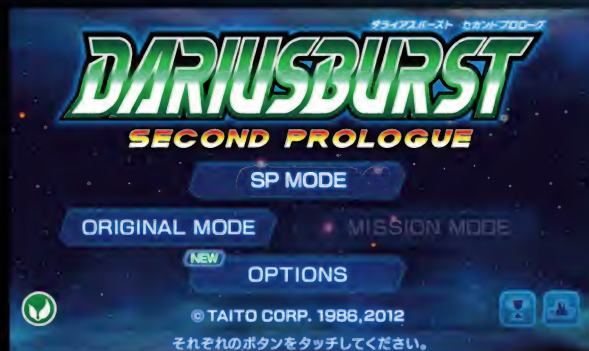 ダライアスバースト セカンドプロローグ
DARIUSBURST
SECOND PROLOGUE
SP MODE
ORIGINAL MODE MISSION MODE
NEW
OPTIONS
© TAITO CORP. 1986,2012
それぞれのボタンをタッチしてください。